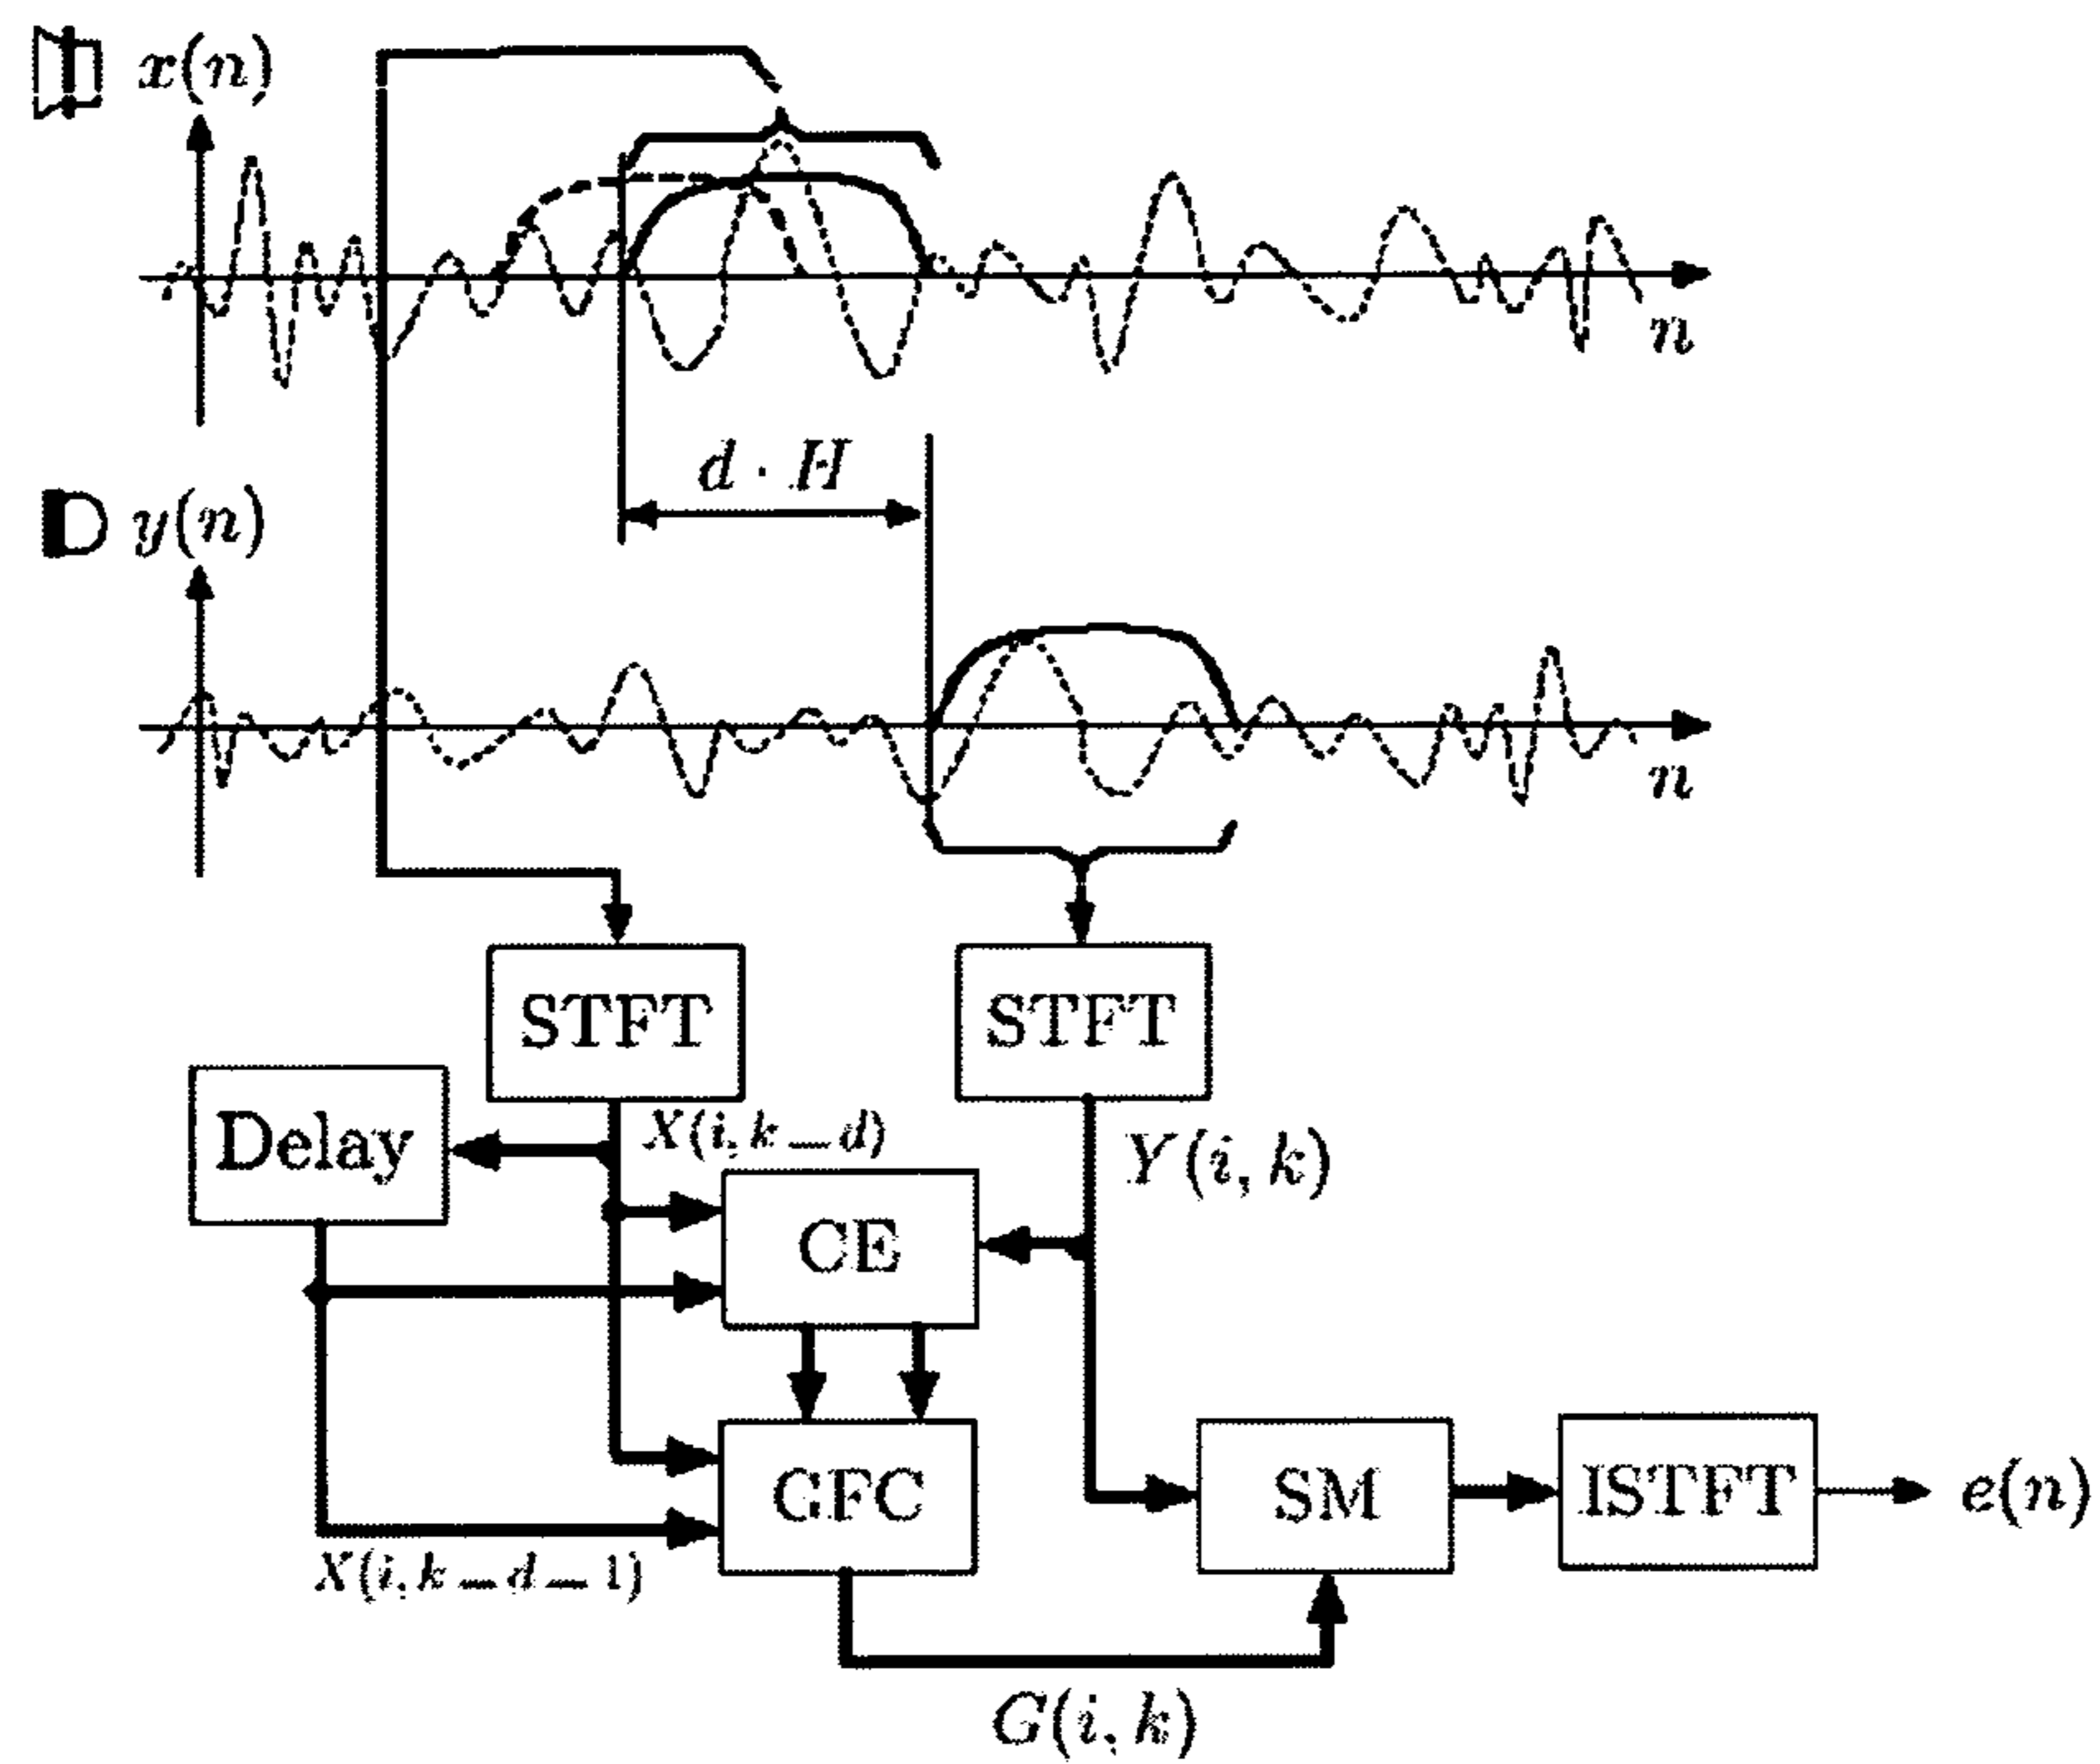 x(n)
n
d · H
y(n)
n
STFT
STFT
Delay
X(i, k – d)
Y(i, k)
CE
GFC
SM
ISTFT
e(n)
X(i, k – d – 1)
G(i, k)